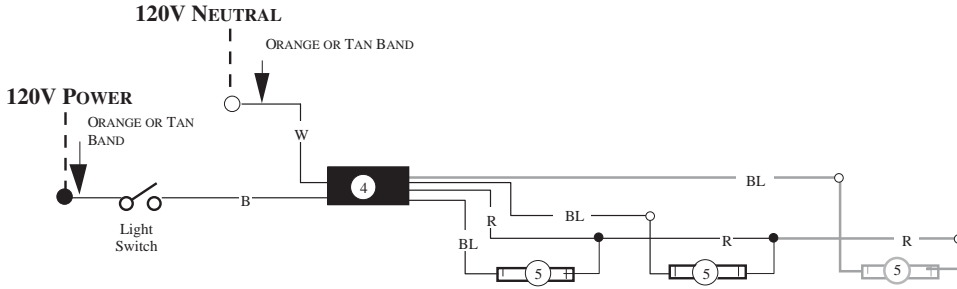 120V NEUTRAL
ORANGE OR TAN BAND
120V POWER
ORANGE OR TAN
BAND
W
4
BL
B
R
BL
Light
Switch
BL
R
R
5
5
5